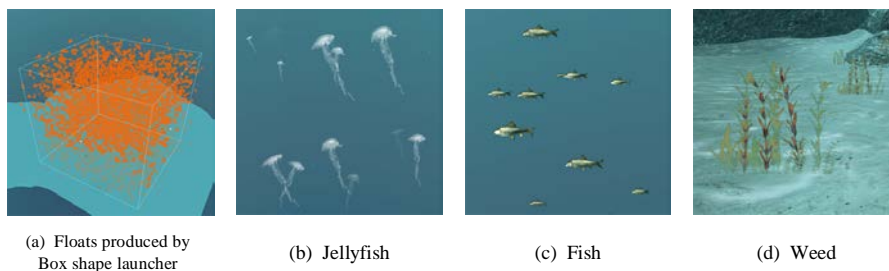 (a) Floats produced by
Box shape launcher
(b) Jellyfish
(c) Fish
(d) Weed